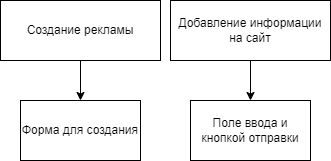 Создание рекламы
Добавление информации
на сайт
Форма для создания
Поле ввода и
кнопкой отправки